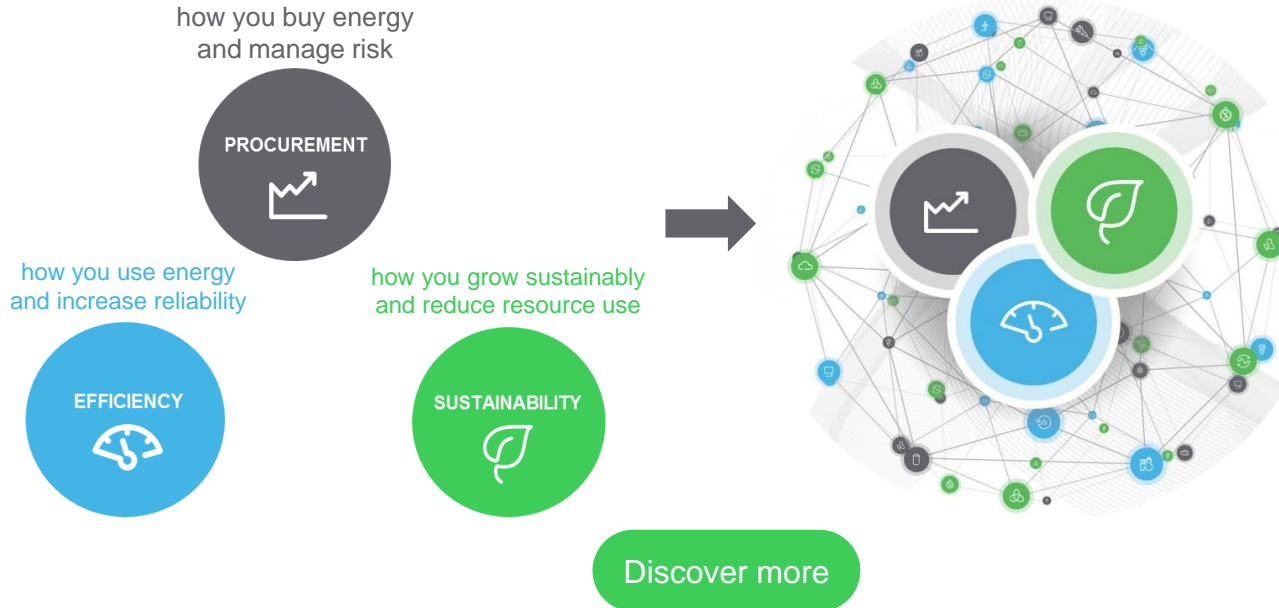 how you buy energy
and manage risk
PROCUREMENT
how you use energy
and increase reliability
EFFICIENCY
how you grow sustainably
and reduce resource use
SUSTAINABILITY
Discover more